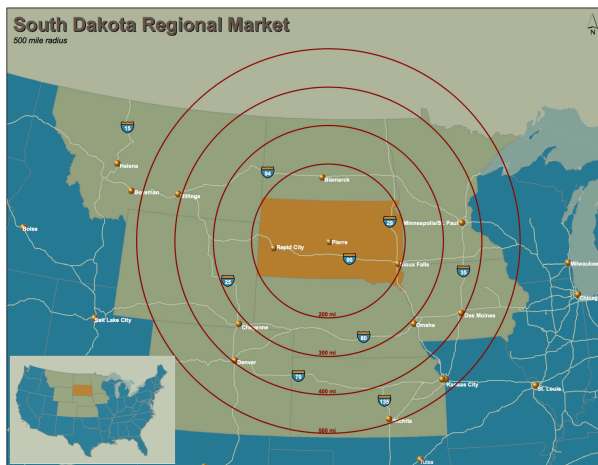 South Dakota Regional Market
500 mile radius
N
15
Helena
94
Bismarck
Bozeman
Billings
29
Minneapolis/St. Paul
Boise
Pierre
Rapid City
90
Sioux Falls
Milwaukee
35
25
Chicago
200 mi
Salt Lake City
Cheyenne
Omaha
Des Moines
80
300 mi
Denver
70
Kansas City
St. Louis
400 mi
135
Wichita
500 mi
Tulsa